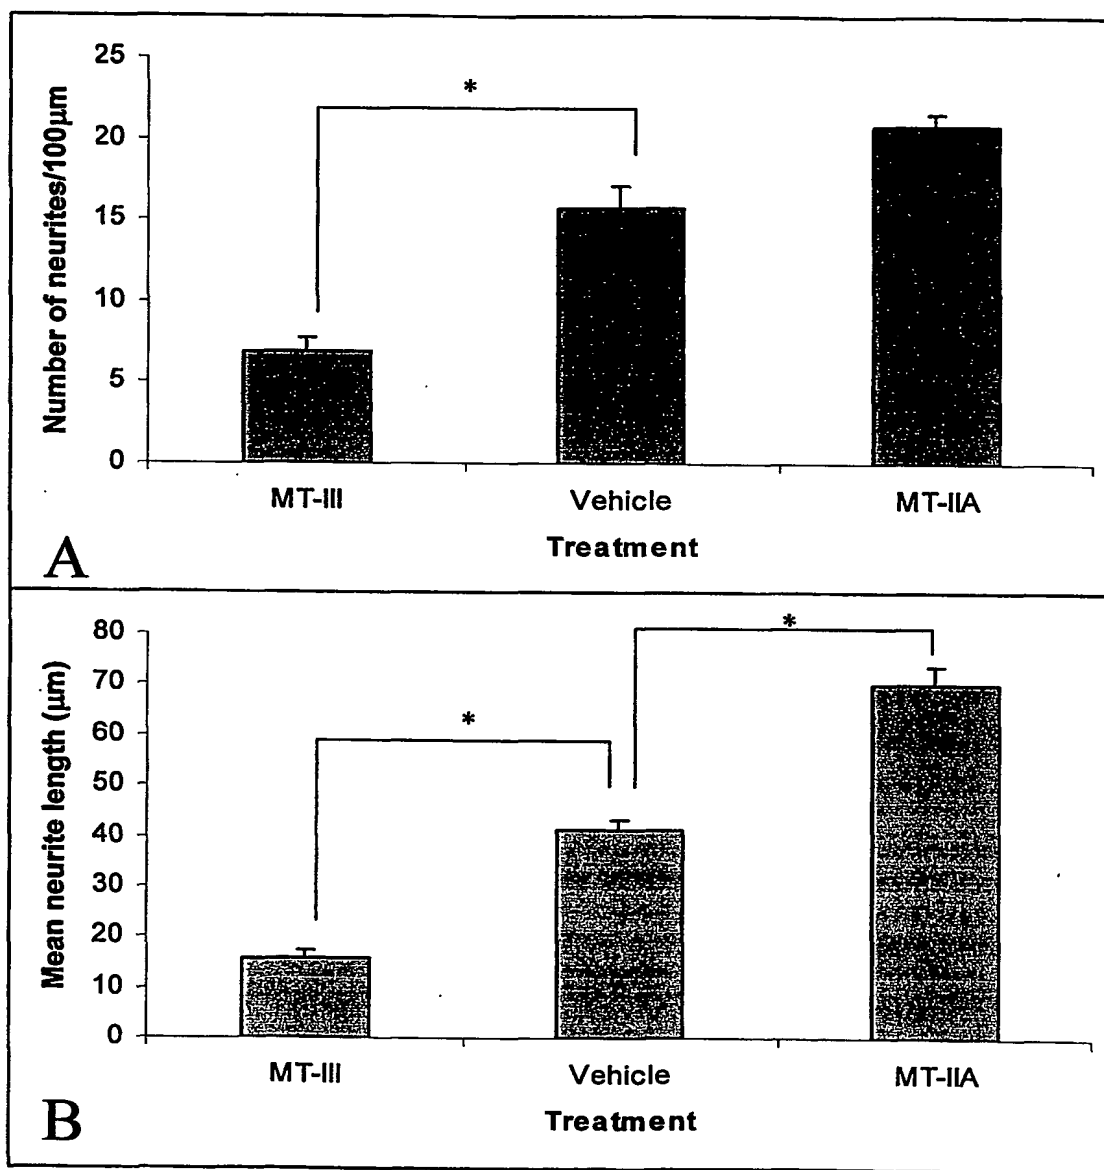 25
20
15
10
5
0
Number of neurites/100μm
*
MT-III Vehicle MT-IIA
Treatment
A
80
70
60
50
40
30
20
10
0
Mean neurite length (μm)
*
*
MT-III Vehicle MT-IIA
Treatment
B